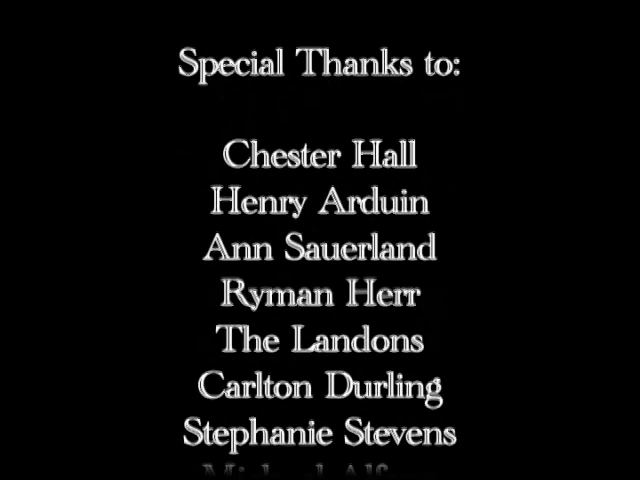 Special Thanks to:
Chester Hall
Henry Arduin
Ann Sauerland
Ryman Herr
The Landons
Carlton Durling
Stephanie Stevens